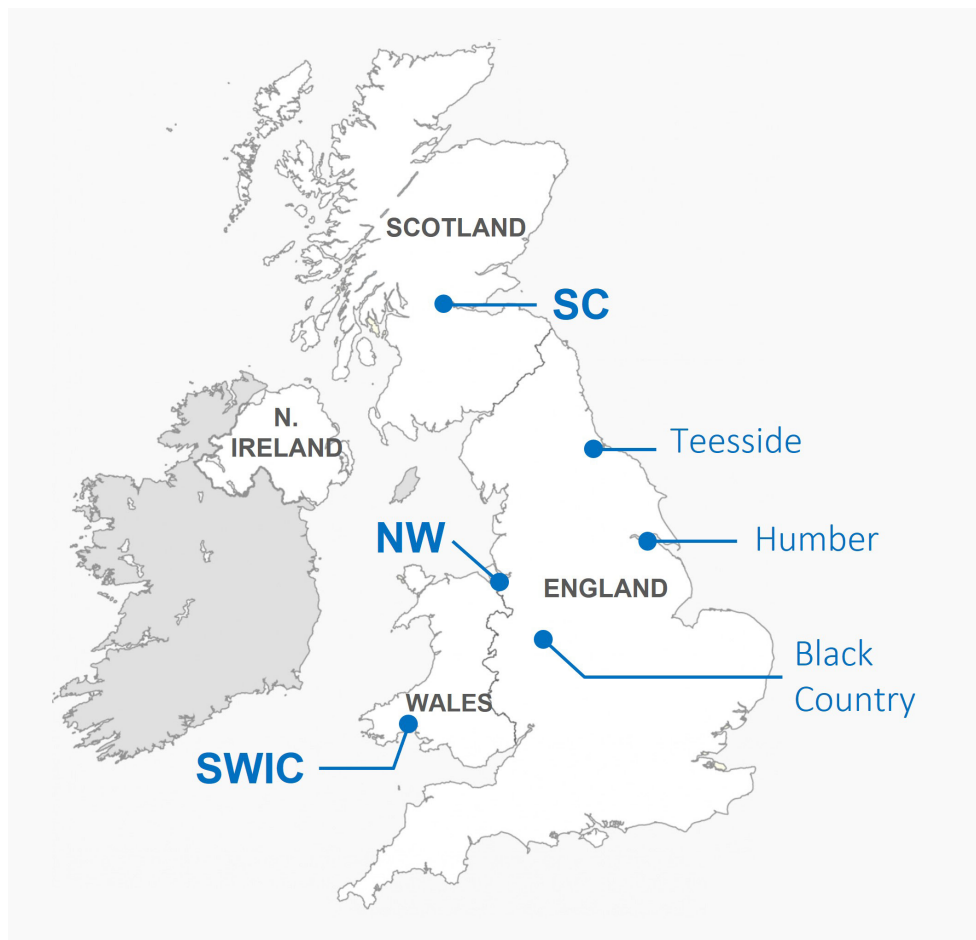 SCOTLAND
SC
N.
IRELAND
Teesside
NW
Humber
ENGLAND
Black
Country
WALES
SWIC